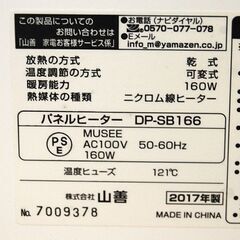 この商品についての
お問い合わせは
「山善 家電お客様サービス係」
●お電話 (ナビダイヤル)
0570-077-078
●Eメール
info_m@yamazen.co.jp
放熱の方式 乾式
温度調節の方式 可変式
暖房能力 160W
熱媒体の種類 ニクロム線ヒーター
パネルヒーター DP-SB166
PSE
MUSEE
AC100V 50-60Hz
160W
温度ヒューズ 121℃
株式会社 山善 2017年製
No. 7009378 MADE IN CHINA